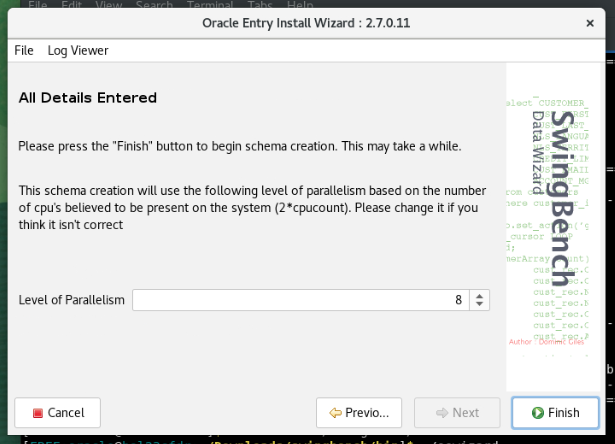 File Edit View Search Terminal Tabs Help
Oracle Entry Install Wizard : 2.7.0.11
File Log Viewer
All Details Entered
Please press the "Finish" button to begin schema creation. This may take a while.
This schema creation will use the following level of parallelism based on the number
of cpu's believed to be present on the system (2*cpucount). Please change it if you
think it isn't correct
Level of Parallelism 8
SwingBench
Data Wizard
Author : Dominic Giles
Cancel
Previo...
Next
Finish